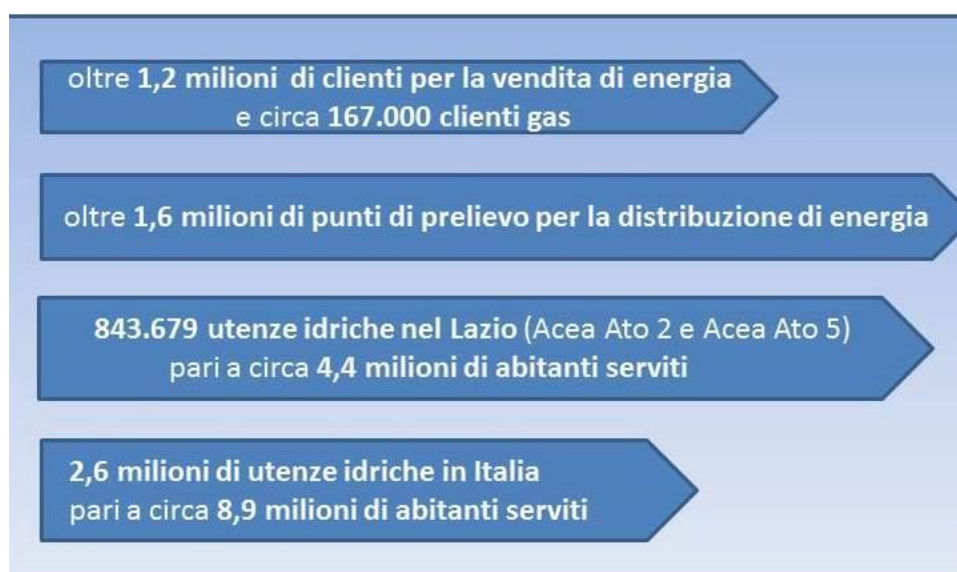 oltre 1,2 milioni di clienti per la vendita di energia
e circa 167.000 clienti gas
oltre 1,6 milioni di punti di prelievo per la distribuzione di energia
843.679 utenze idriche nel Lazio (Acea Ato 2 e Acea Ato 5)
pari a circa 4,4 milioni di abitanti serviti
2,6 milioni di utenze idriche in Italia
pari a circa 8,9 milioni di abitanti serviti